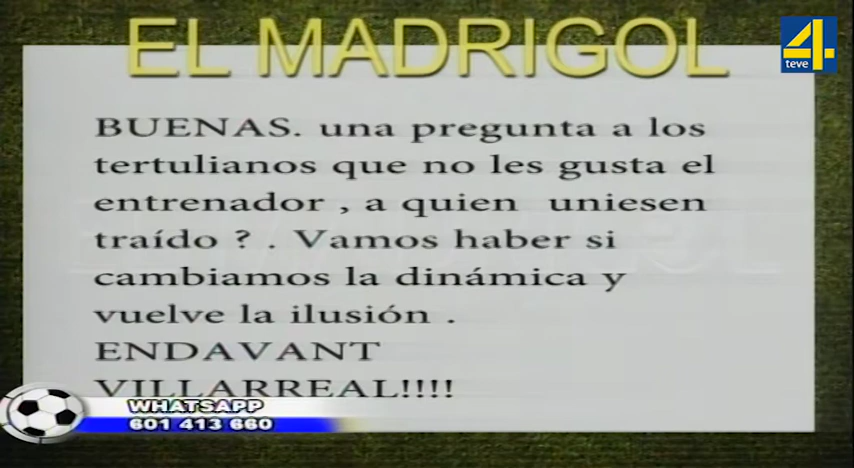 EL MADRIGOL
4
teve
BUENAS. una pregunta a los
tertulianos que no les gusta el
entrenador , a quien uniesen
traído ? . Vamos haber si
cambiamos la dinámica y
vuelve la ilusión .
ENDAVANT
VILLARREAL!!!!
WHATSAPP
601 413 660